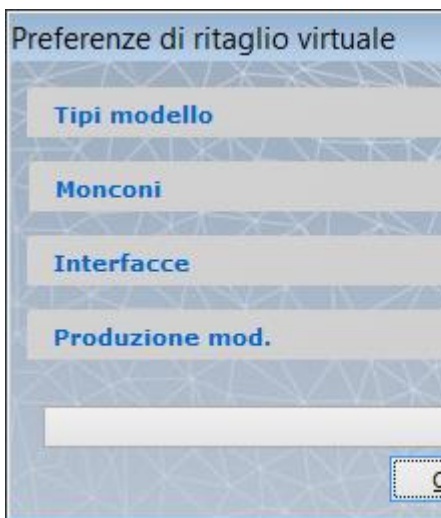 Preferenze di ritaglio virtuale
Tipi modello
Monconi
Interfacce
Produzione mod.